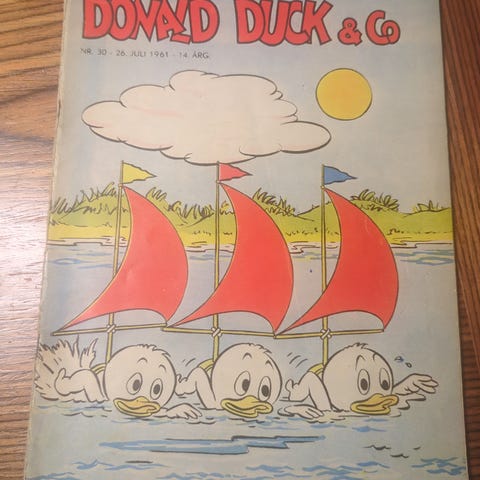 DONALD DUCK & Co
NR. 30 - 26. JULI 1961 - 14. ÅRG.